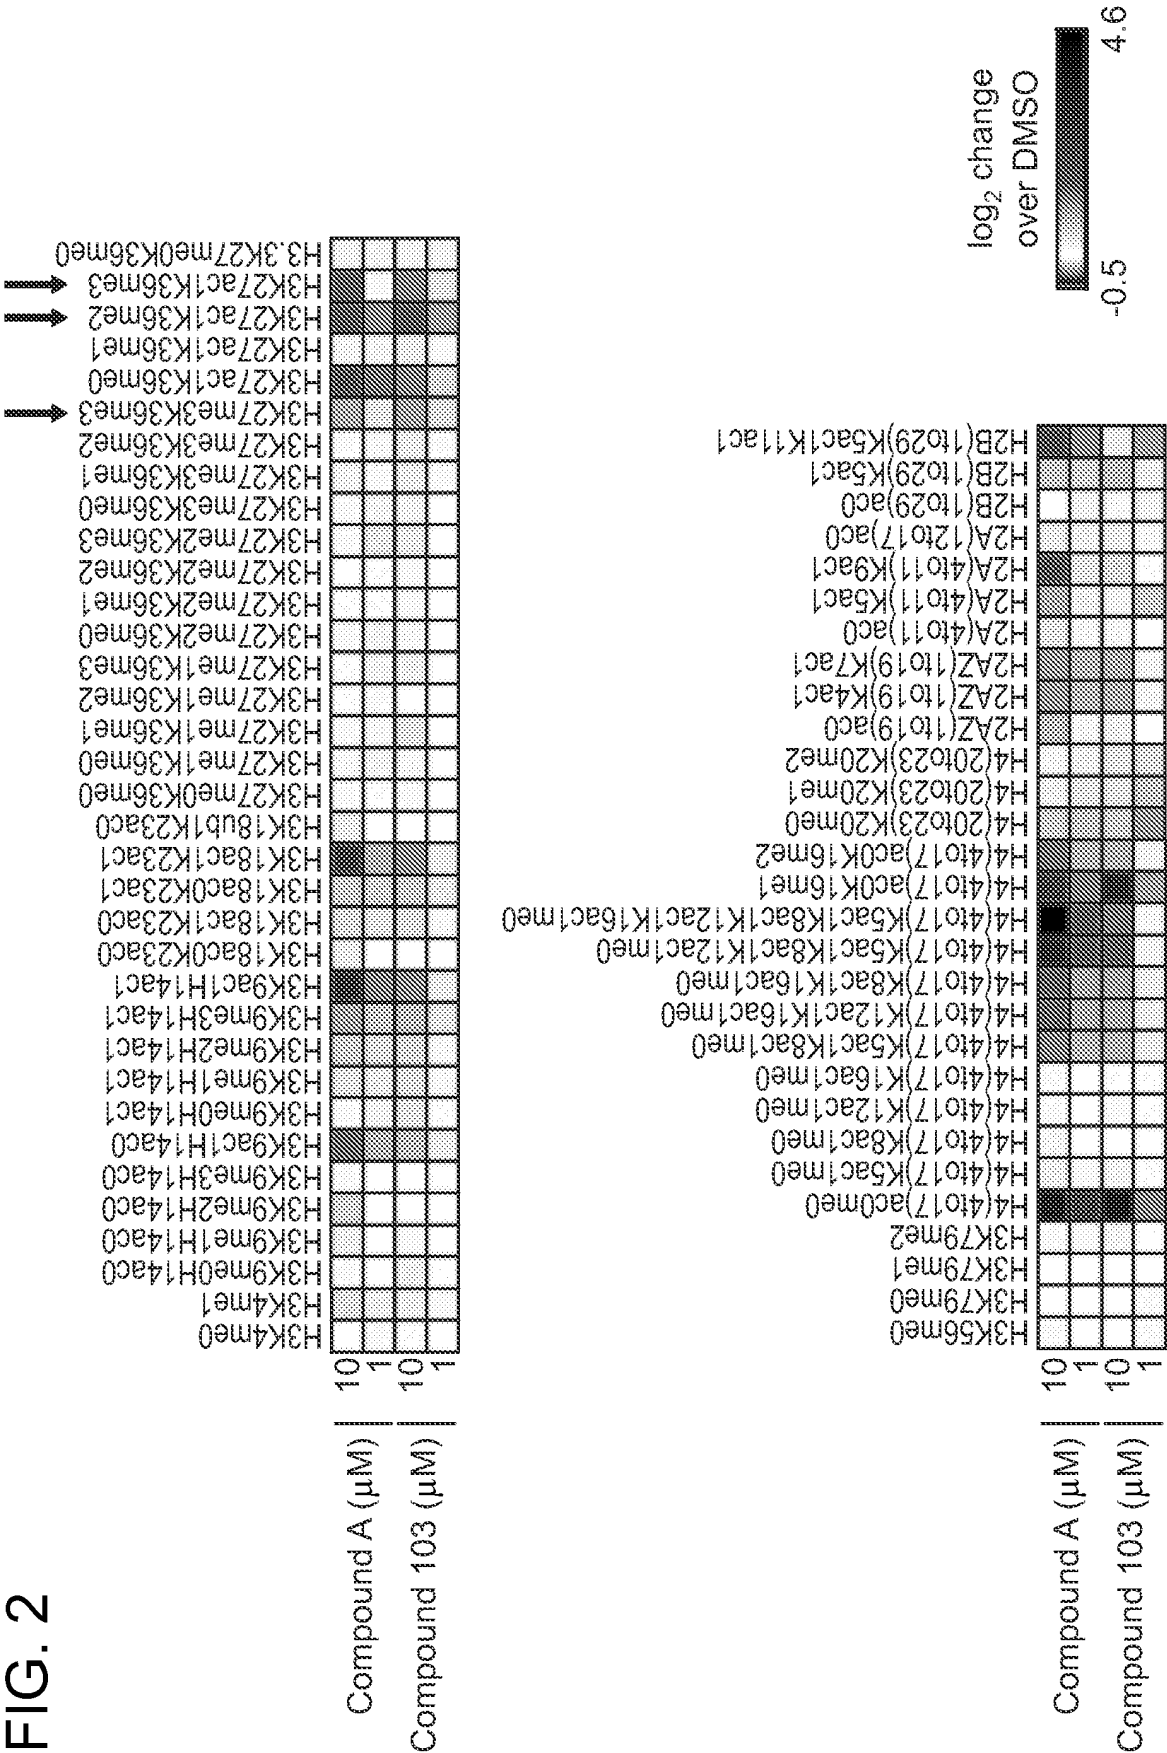 FIG. 2
H3K4me0
H3K4me1
H3K9me0H14ac0
H3K9me1H14ac0
H3K9me2H14ac0
H3K9me3H14ac0
H3K9ac1H14ac0
H3K9me0H14ac1
H3K9me1H14ac1
H3K9me2H14ac1
H3K9me3H14ac1
H3K9ac1H14ac1
H3K18ac0K23ac0
H3K18ac1K23ac0
H3K18ac0K23ac1
H3K18ac1K23ac1
H3K18ub1K23ac0
H3K27me0K36me0
H3K27me1K36me0
H3K27me1K36me1
H3K27me1K36me2
H3K27me1K36me3
H3K27me2K36me0
H3K27me2K36me1
H3K27me2K36me2
H3K27me2K36me3
H3K27me3K36me0
H3K27me3K36me1
H3K27me3K36me2
H3K27me3K36me3
H3K27ac1K36me0
H3K27ac1K36me1
H3K27ac1K36me2
H3K27ac1K36me3
H3.3K27me0K36me0
Compound A (µM)
10
1
Compound 103 (µM)
10
1
H3K56me0
H3K79me0
H3K79me1
H3K79me2
H4(4to17)ac0me0
H4(4to17)K5ac1me0
H4(4to17)K8ac1me0
H4(4to17)K12ac1me0
H4(4to17)K16ac1me0
H4(4to17)K5ac1K8ac1me0
H4(4to17)K12ac1K16ac1me0
H4(4to17)K8ac1K16ac1me0
H4(4to17)K5ac1K8ac1K12ac1me0
H4(4to17)K5ac1K8ac1K12ac1K16ac1me0
H4(4to17)ac0K16me1
H4(4to17)ac0K16me2
H4(20to23)K20me0
H4(20to23)K20me1
H4(20to23)K20me2
H2AZ(1to19)ac0
H2AZ(1to19)K4ac1
H2AZ(1to19)K7ac1
H2A(4to11)ac0
H2A(4to11)K5ac1
H2A(4to11)K9ac1
H2A(12to17)ac0
H2B(1to29)ac0
H2B(1to29)K5ac1
H2B(1to29)K5ac1K11ac1
Compound A (µM)
10
1
Compound 103 (µM)
10
1
log₂ change
over DMSO
-0.5
4.6